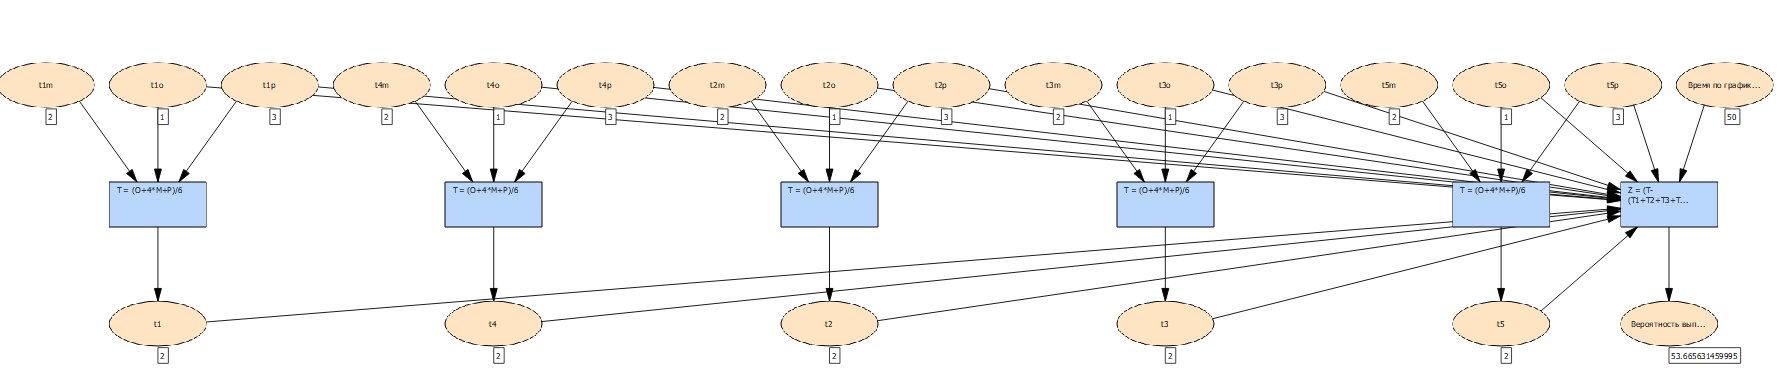 t1m
t1o
t1p
t4m
t4o
t4p
t2m
t2o
t2p
t3m
t3o
t3p
t5m
t5o
t5p
Время по график...
2
1
3
2
1
3
2
1
3
2
1
3
2
1
3
50
T = (O+4*M+P)/6
T = (O+4*M+P)/6
T = (O+4*M+P)/6
T = (O+4*M+P)/6
T = (O+4*M+P)/6
Z = (T-
(T1+T2+T3+T...
t1
t4
t2
t3
t5
Вероятность вып...
2
2
2
2
2
53.665631459995